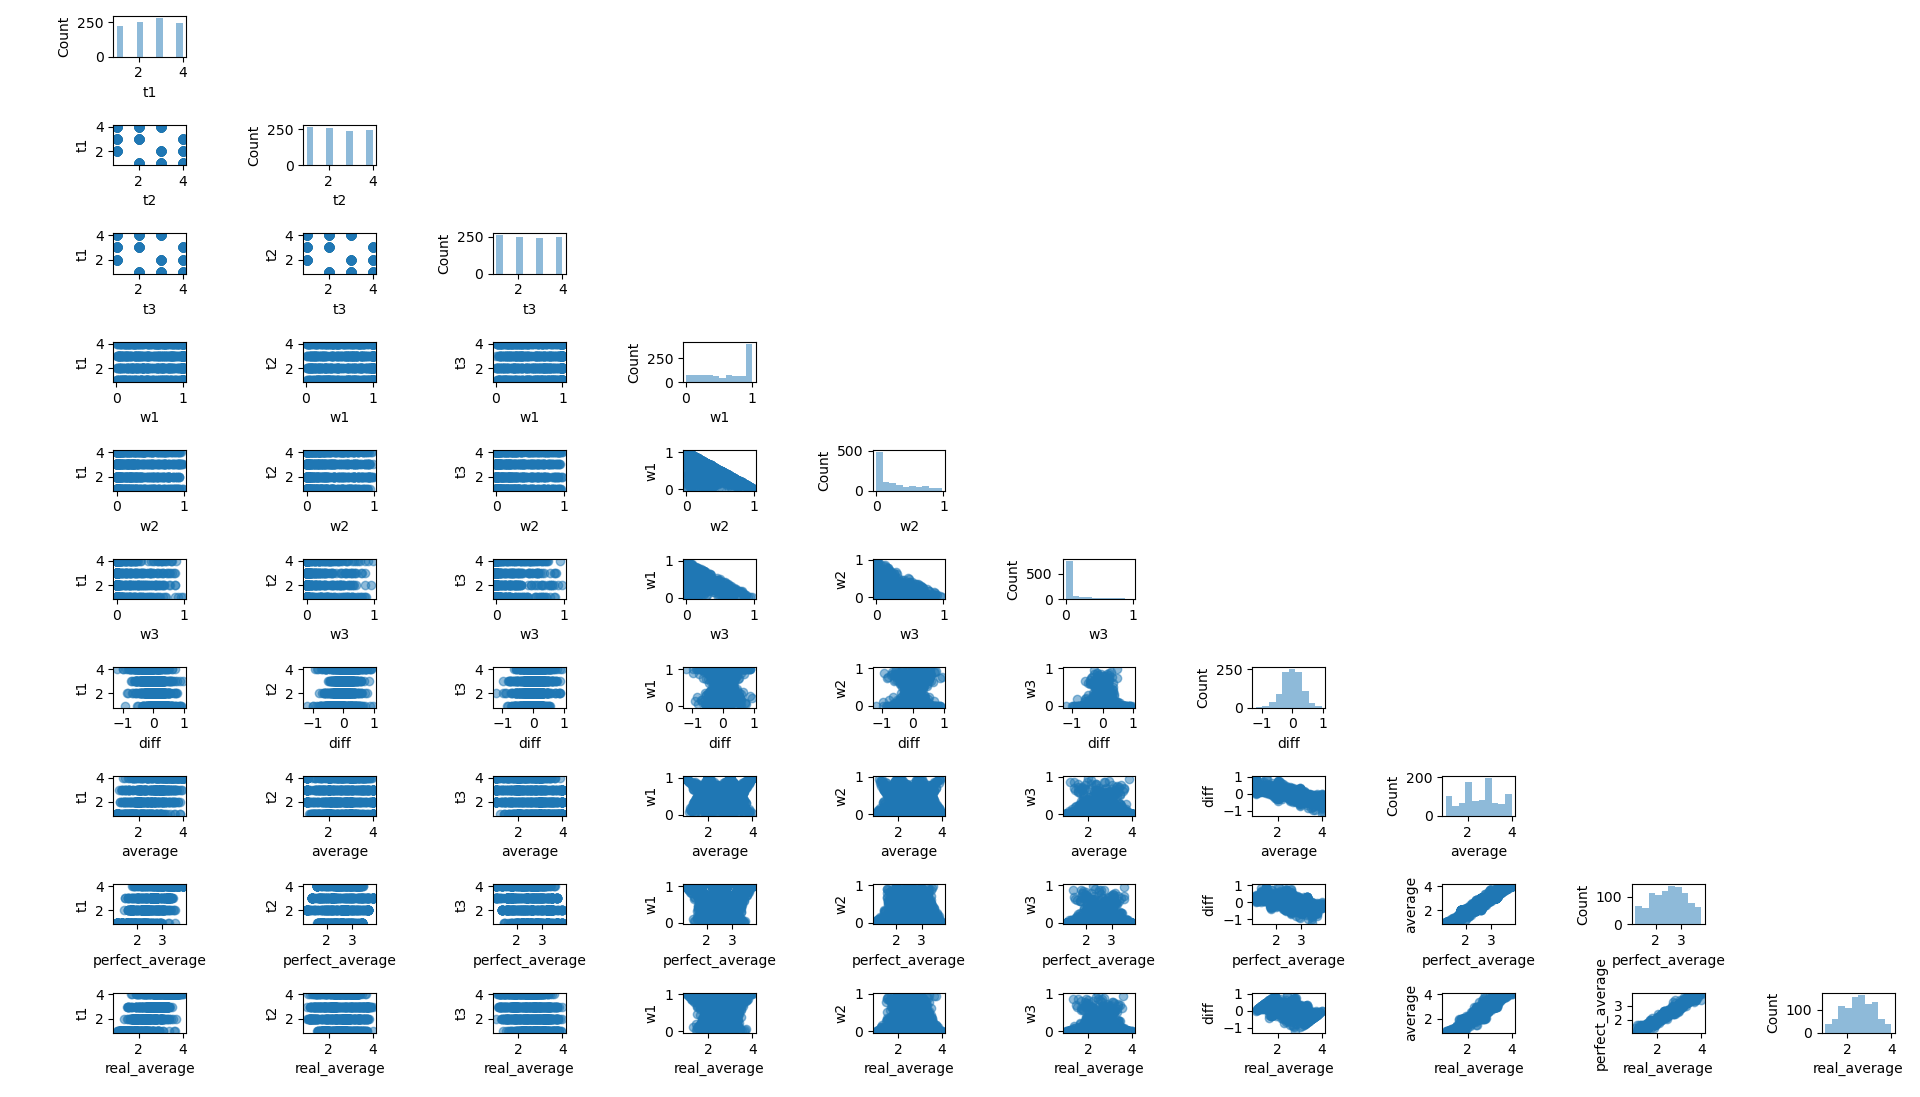 Count 250 0
2 4
t1
t1 4 2 Count 250 0
2 4 2 4
t2 t2
t1 4 2 t2 4 2 Count 250 0
2 4 2 4 2 4
t3 t3 t3
t1 4 2 t2 4 2 t3 4 2 Count 250 0
0 1 0 1 0 1 0 1
w1 w1 w1 w1
t1 4 2 t2 4 2 t3 4 2 w1 1 0 Count 500 0
0 1 0 1 0 1 0 1 0 1
w2 w2 w2 w2 w2
t1 4 2 t2 4 2 t3 4 2 w1 1 0 w2 1 0 Count 500 0
0 1 0 1 0 1 0 1 0 1 0 1
w3 w3 w3 w3 w3 w3
t1 4 2 t2 4 2 t3 4 2 w1 1 0 w2 1 0 w3 1 0 Count 250 0
−1 0 1 −1 0 1 −1 0 1 −1 0 1 −1 0 1 −1 0 1 −1 0 1
diff diff diff diff diff diff diff
t1 4 2 t2 4 2 t3 4 2 w1 1 0 w2 1 0 w3 1 0 diff 1 0 −1 Count 200 0
2 4 2 4 2 4 2 4 2 4 2 4 2 4 2 4
average average average average average average average average
t1 4 2 t2 4 2 t3 4 2 w1 1 0 w2 1 0 w3 1 0 diff 1 0 −1 average 4 2 Count 100 0
2 3 2 3 2 3 2 3 2 3 2 3 2 3 2 3 2 3
perfect_average perfect_average perfect_average perfect_average perfect_average perfect_average perfect_average perfect_average perfect_average
t1 4 2 t2 4 2 t3 4 2 w1 1 0 w2 1 0 w3 1 0 diff 1 0 −1 average 4 2 perfect_average 3 2 Count 100 0
2 4 2 4 2 4 2 4 2 4 2 4 2 4 2 4 2 4 2 4
real_average real_average real_average real_average real_average real_average real_average real_average real_average real_average